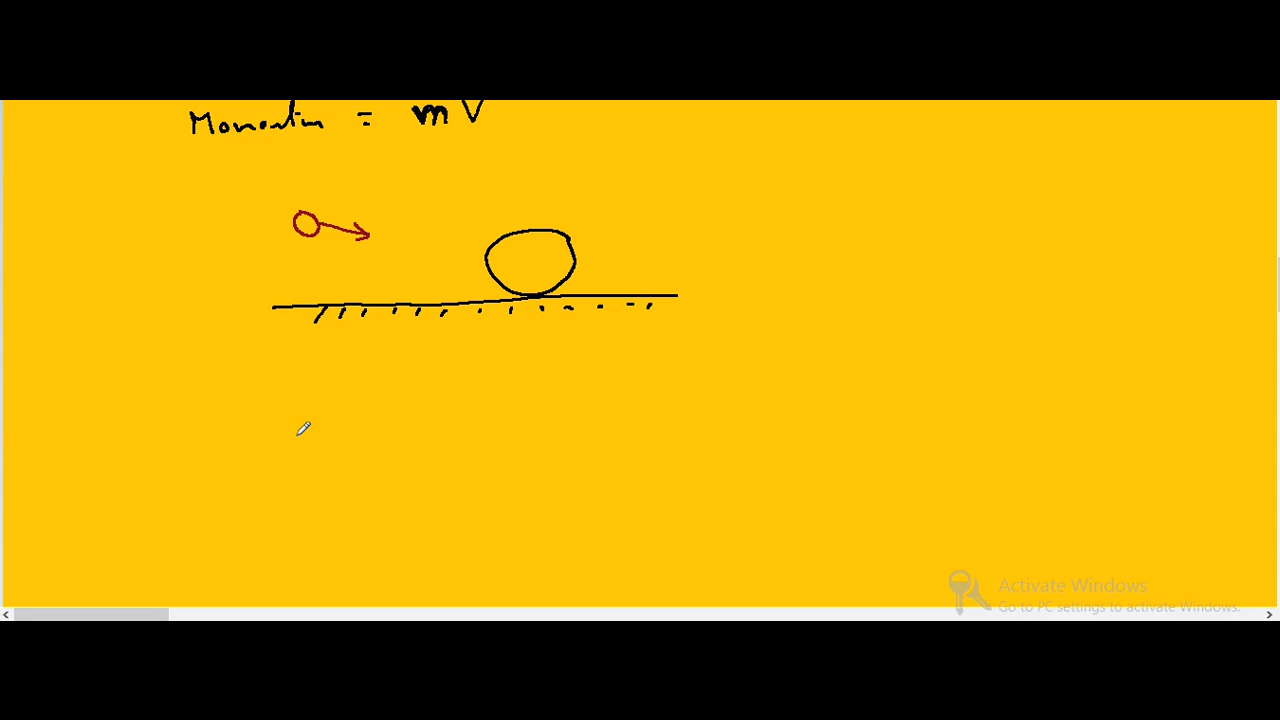 Momentum = mV
Activate Windows
Go to PC settings to activate Windows.